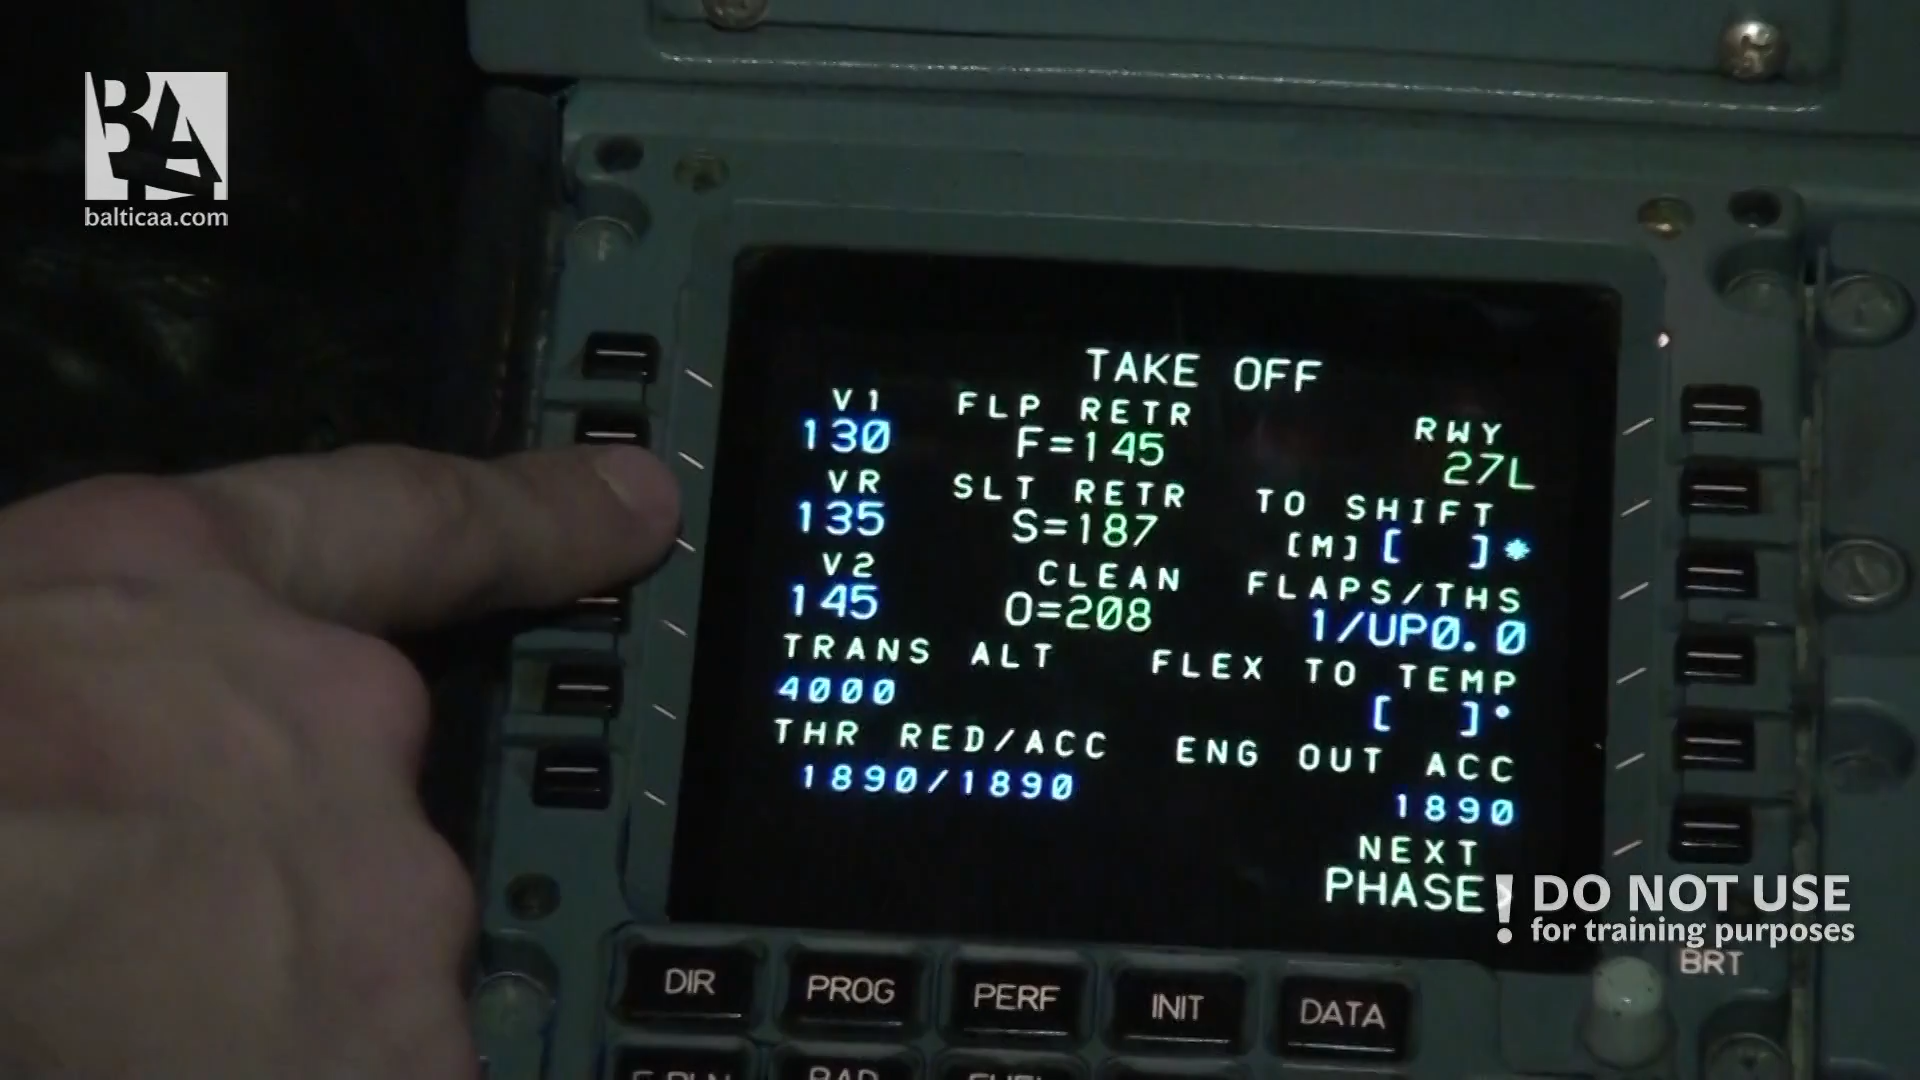 BAA
balticaa.com
TAKE OFF
V1 FLP RETR RWY
130 F=145 27L
VR SLT RETR TO SHIFT
135 S=187 [M] [ ]*
V2 CLEAN FLAPS/THS
145 O=208 1/UP0.0
TRANS ALT FLEX TO TEMP
4000 [ ]°
THR RED/ACC ENG OUT ACC
1890/1890 1890
NEXT
PHASE
! DO NOT USE
for training purposes
BRT
DIR PROG PERF INIT DATA